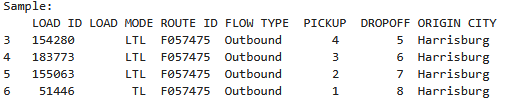 Sample:
LOAD ID LOAD MODE ROUTE ID FLOW TYPE PICKUP DROPOFF ORIGIN CITY
3 154280 LTL F057475 Outbound 4 5 Harrisburg
4 183773 LTL F057475 Outbound 3 6 Harrisburg
5 155063 LTL F057475 Outbound 2 7 Harrisburg
6 51446 TL F057475 Outbound 1 8 Harrisburg